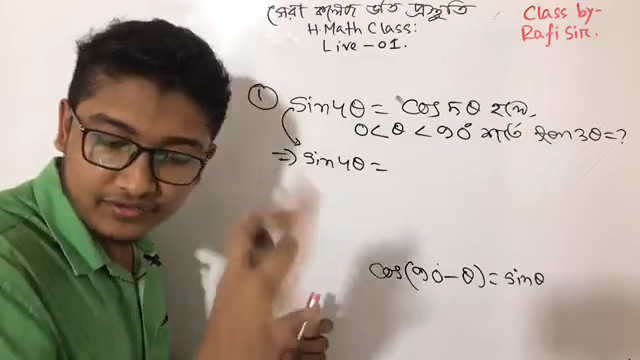 সেরা কলেজ ভর্তি প্রস্তুতি
H.Math Class:
Live-01.
Class by-
Rafi Sir.
① Sin4θ = Cos5θ হলে,
0<θ<90° শর্তে tan3θ=?
⇒ Sin4θ =
Cos(90°-θ) = Sinθ